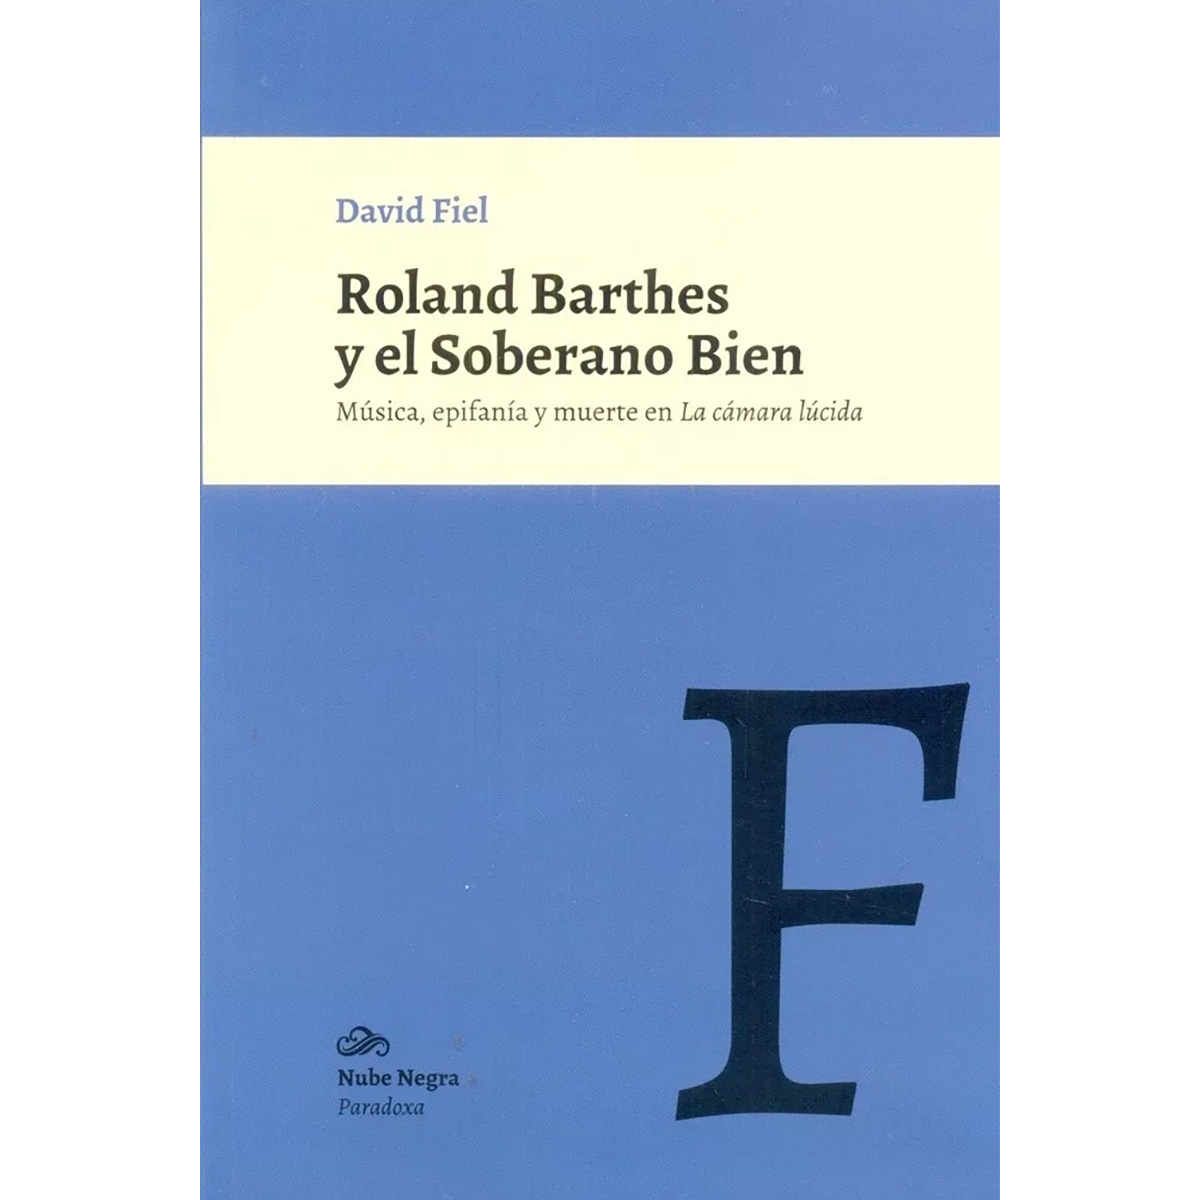 David Fiel
Roland Barthes
y el Soberano Bien
Música, epifanía y muerte en La cámara lúcida
F
Nube Negra
Paradoxa